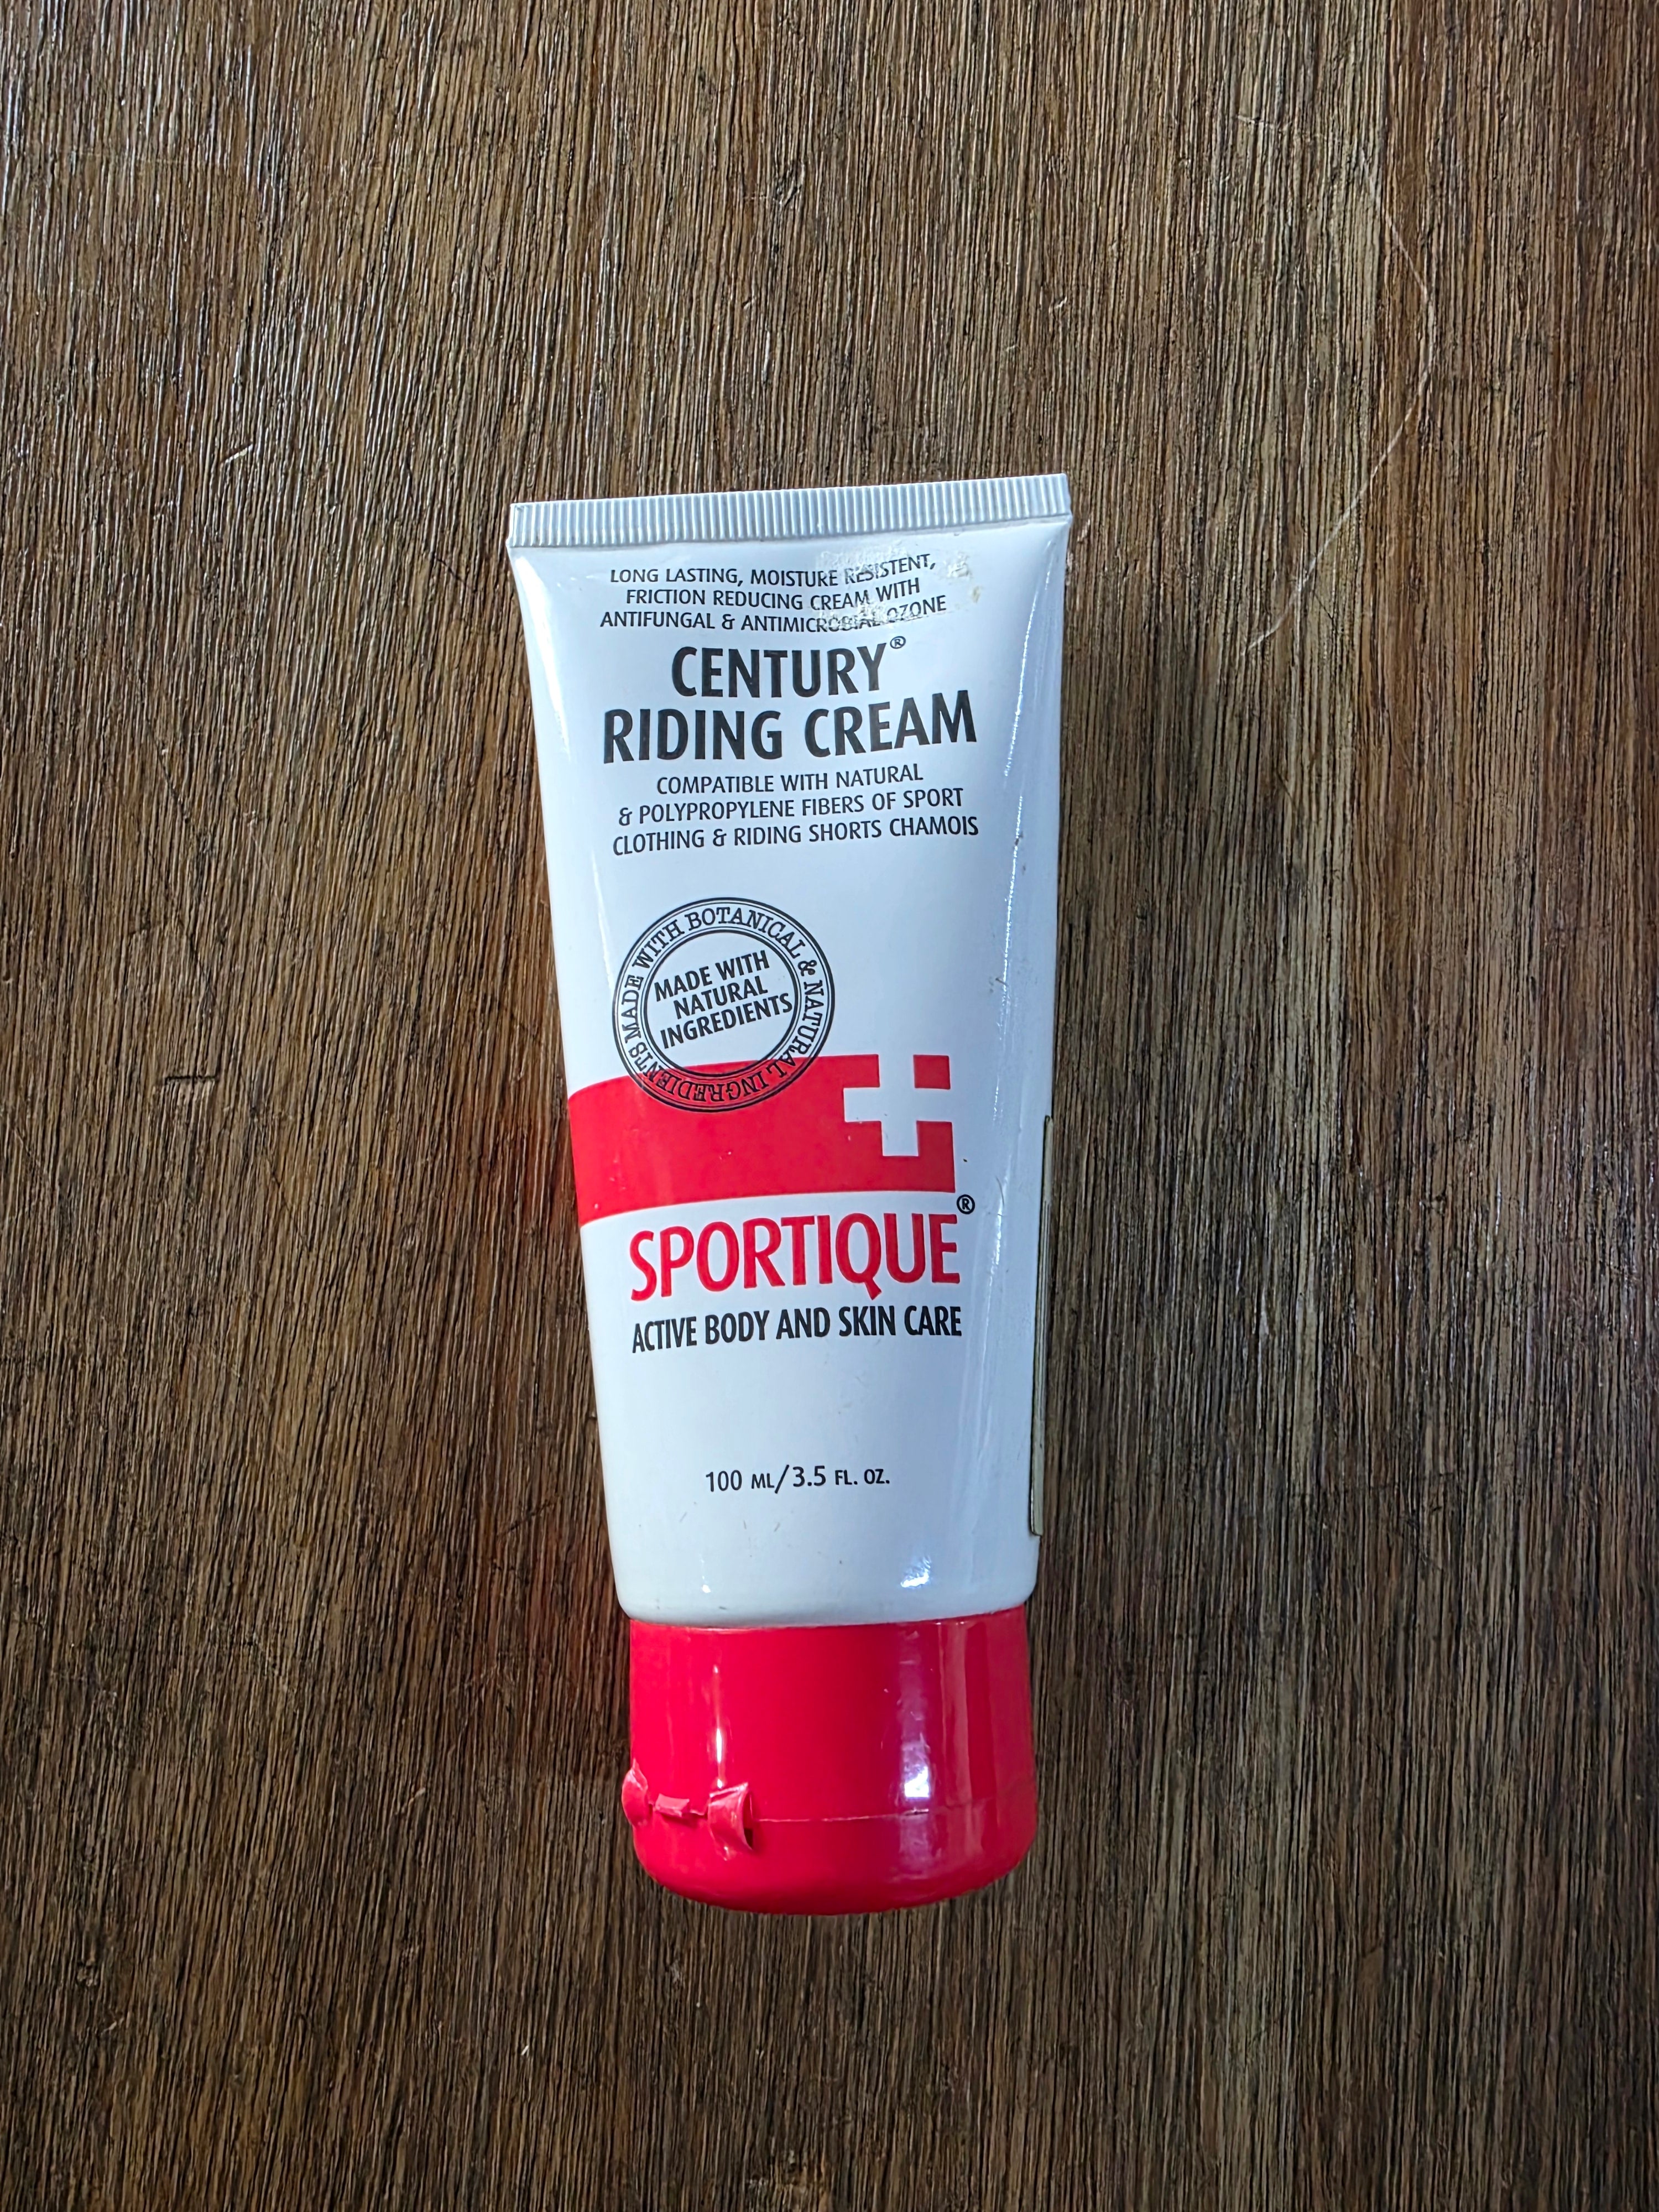 LONG LASTING, MOISTURE RESISTENT,
FRICTION REDUCING CREAM WITH
ANTIFUNGAL & ANTIMICROBIAL OZONE
CENTURY®
RIDING CREAM
COMPATIBLE WITH NATURAL
& POLYPROPYLENE FIBERS OF SPORT
CLOTHING & RIDING SHORTS CHAMOIS
MADE WITH BOTANICAL & NATURAL INGREDIENTS
MADE WITH
NATURAL
INGREDIENTS
SPORTIQUE®
ACTIVE BODY AND SKIN CARE
100 ML/3.5 FL. OZ.